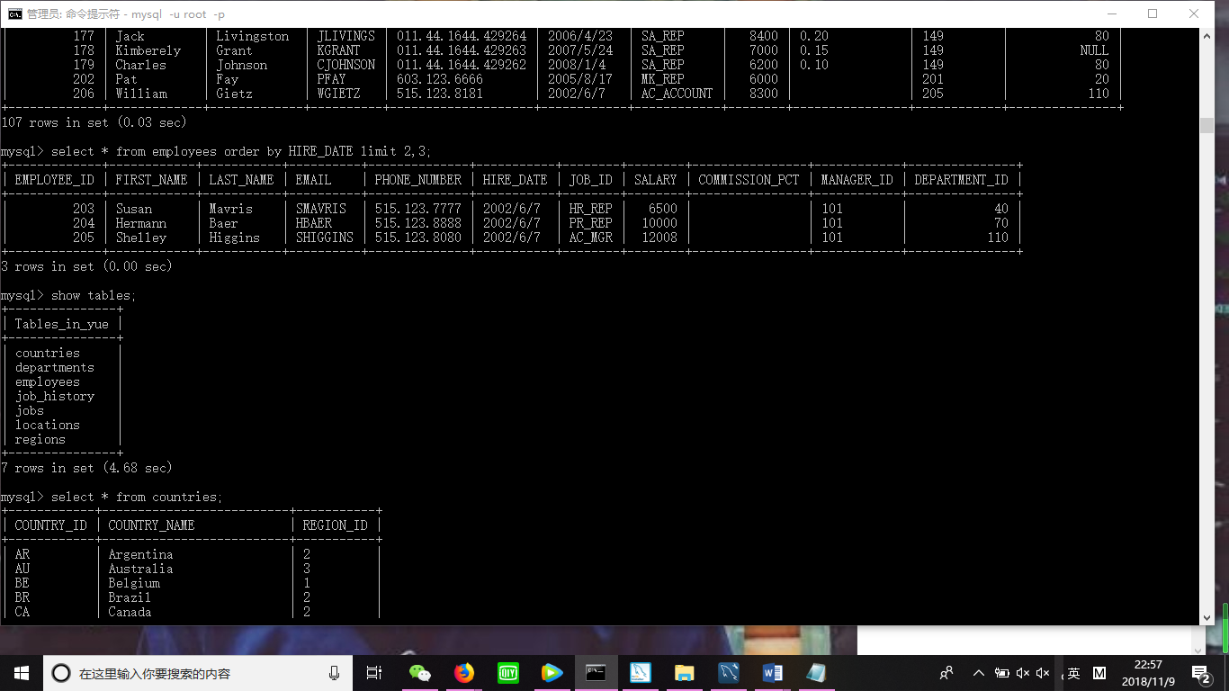 管理员: 命令提示符 - mysql  -u root -p
|         177 | Jack        | Livingston  | JLIVINGS | 011.44.1644.429264 | 2006/4/23  | SA_REP     |   8400 | 0.20           | 149        |            80 |
|         178 | Kimberely   | Grant       | KGRANT   | 011.44.1644.429263 | 2007/5/24  | SA_REP     |   7000 | 0.15           | 149        |          NULL |
|         179 | Charles     | Johnson     | CJOHNSON | 011.44.1644.429262 | 2008/1/4   | SA_REP     |   6200 | 0.10           | 149        |            80 |
|         202 | Pat         | Fay         | PFAY     | 603.123.6666       | 2005/8/17  | MK_REP     |   6000 |                | 201        |            20 |
|         206 | William     | Gietz       | WGIETZ   | 515.123.8181       | 2002/6/7   | AC_ACCOUNT |   8300 |                | 205        |           110 |
107 rows in set (0.03 sec)
mysql> select * from employees order by HIRE_DATE limit 2,3;
| EMPLOYEE_ID | FIRST_NAME | LAST_NAME | EMAIL    | PHONE_NUMBER | HIRE_DATE | JOB_ID | SALARY | COMMISSION_PCT | MANAGER_ID | DEPARTMENT_ID |
|         203 | Susan      | Mavris    | SMAVRIS  | 515.123.7777 | 2002/6/7  | HR_REP |   6500 |                | 101        |            40 |
|         204 | Hermann    | Baer      | HBAER    | 515.123.8888 | 2002/6/7  | PR_REP |  10000 |                | 101        |            70 |
|         205 | Shelley    | Higgins   | SHIGGINS | 515.123.8080 | 2002/6/7  | AC_MGR |  12008 |                | 101        |           110 |
3 rows in set (0.00 sec)
mysql> show tables;
| Tables_in_yue |
| countries     |
| departments   |
| employees     |
| job_history   |
| jobs          |
| locations     |
| regions       |
7 rows in set (4.68 sec)
mysql> select * from countries;
| COUNTRY_ID | COUNTRY_NAME             | REGION_ID |
| AR         | Argentina                | 2         |
| AU         | Australia                | 3         |
| BE         | Belgium                  | 1         |
| BR         | Brazil                   | 2         |
| CA         | Canada                   | 2         |
在这里输入你要搜索的内容
QIY
英
M
22:57
2018/11/9
2